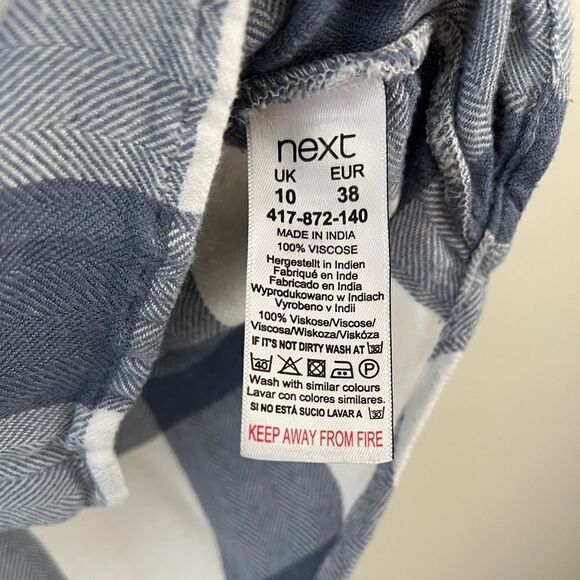 next
UK EUR
10 38
417-872-140
MADE IN INDIA
100% VISCOSE
Hergestellt in Indien
Fabriqué en Inde
Fabricado en India
Wyprodukowano w Indiach
Vyrobeno v Indii
100% Viskose/Viscose/
Viscosa/Wiskoza/Viskóza
IF IT'S NOT DIRTY WASH AT 30
40 P
Wash with similar colours
Lavar con colores similares.
SI NO ESTÁ SUCIO LAVAR A 30
KEEP AWAY FROM FIRE